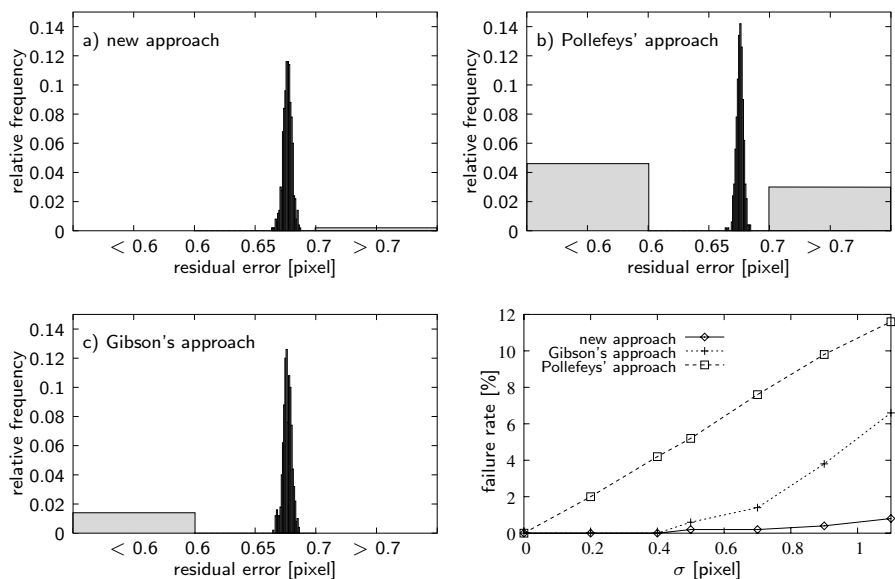 a) new approach
0.14
0.12
0.1
0.08
0.06
0.04
0.02
0
relative frequency
< 0.6 0.6 0.65 0.7 > 0.7
residual error [pixel]
b) Pollefeys' approach
0.14
0.12
0.1
0.08
0.06
0.04
0.02
0
relative frequency
< 0.6 0.6 0.65 0.7 > 0.7
residual error [pixel]
c) Gibson's approach
0.14
0.12
0.1
0.08
0.06
0.04
0.02
0
relative frequency
< 0.6 0.6 0.65 0.7 > 0.7
residual error [pixel]
new approach
Gibson's approach
Pollefeys' approach
12
10
8
6
4
2
0
failure rate [%]
0 0.2 0.4 0.6 0.8 1
σ [pixel]